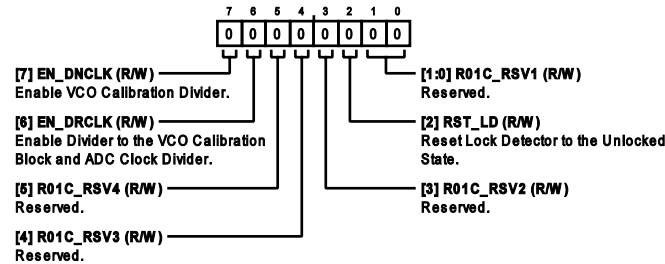 7 6 5 4 3 2 1 0
0 0 0 0 0 0 0 0
[7] EN_DNCLK (R/W)
Enable VCO Calibration Divider.
[6] EN_DRCLK (R/W)
Enable Divider to the VCO Calibration
Block and ADC Clock Divider.
[5] R01C_RSV4 (R/W)
Reserved.
[4] R01C_RSV3 (R/W)
Reserved.
[1:0] R01C_RSV1 (R/W)
Reserved.
[2] RST_LD (R/W)
Reset Lock Detector to the Unlocked
State.
[3] R01C_RSV2 (R/W)
Reserved.